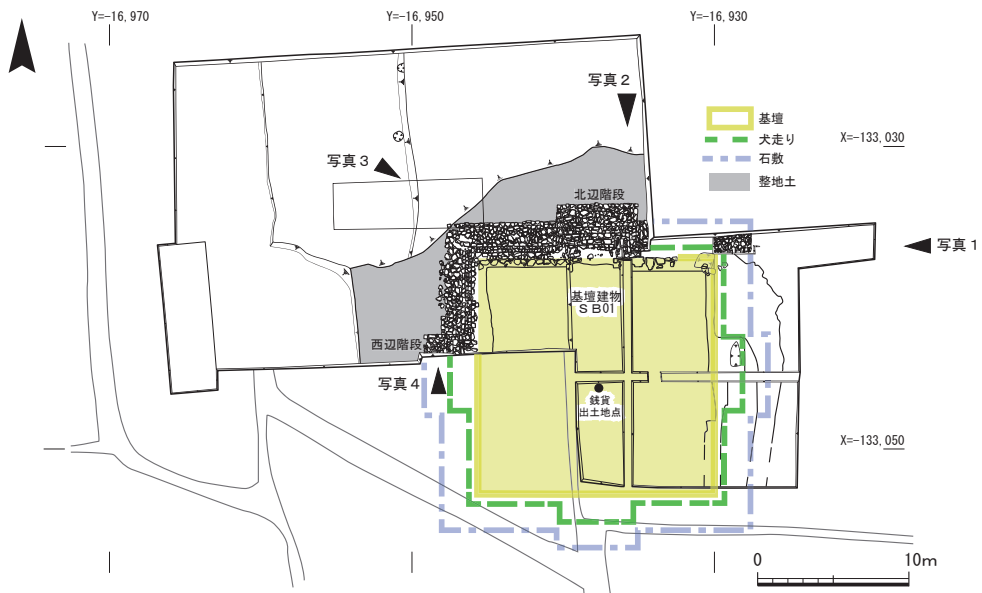 Y=-16,970
Y=-16,950
Y=-16,930
写真2
基壇
犬走り
石敷
整地土
X=-133,030
写真3
北辺階段
写真1
基壇建物
SB01
西辺階段
写真4
銭貨
出土地点
X=-133,050
0
10m